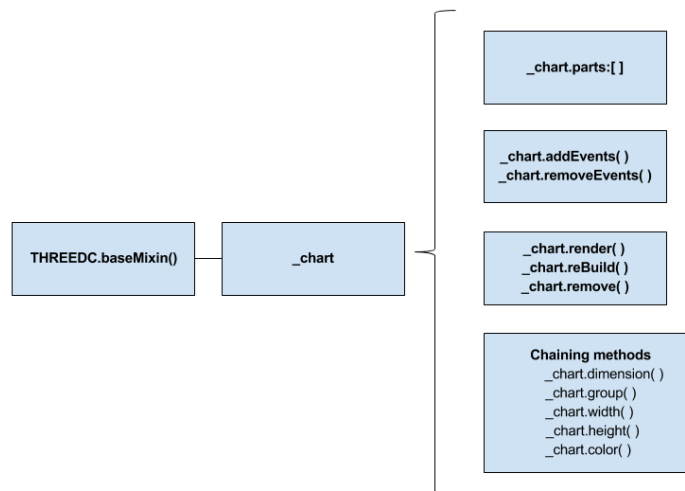 THREEDC.baseMixin()
_chart
_chart.parts:[ ]
_chart.addEvents( )
_chart.removeEvents( )
_chart.render( )
_chart.reBuild( )
_chart.remove( )
Chaining methods
_chart.dimension( )
_chart.group( )
_chart.width( )
_chart.height( )
_chart.color( )